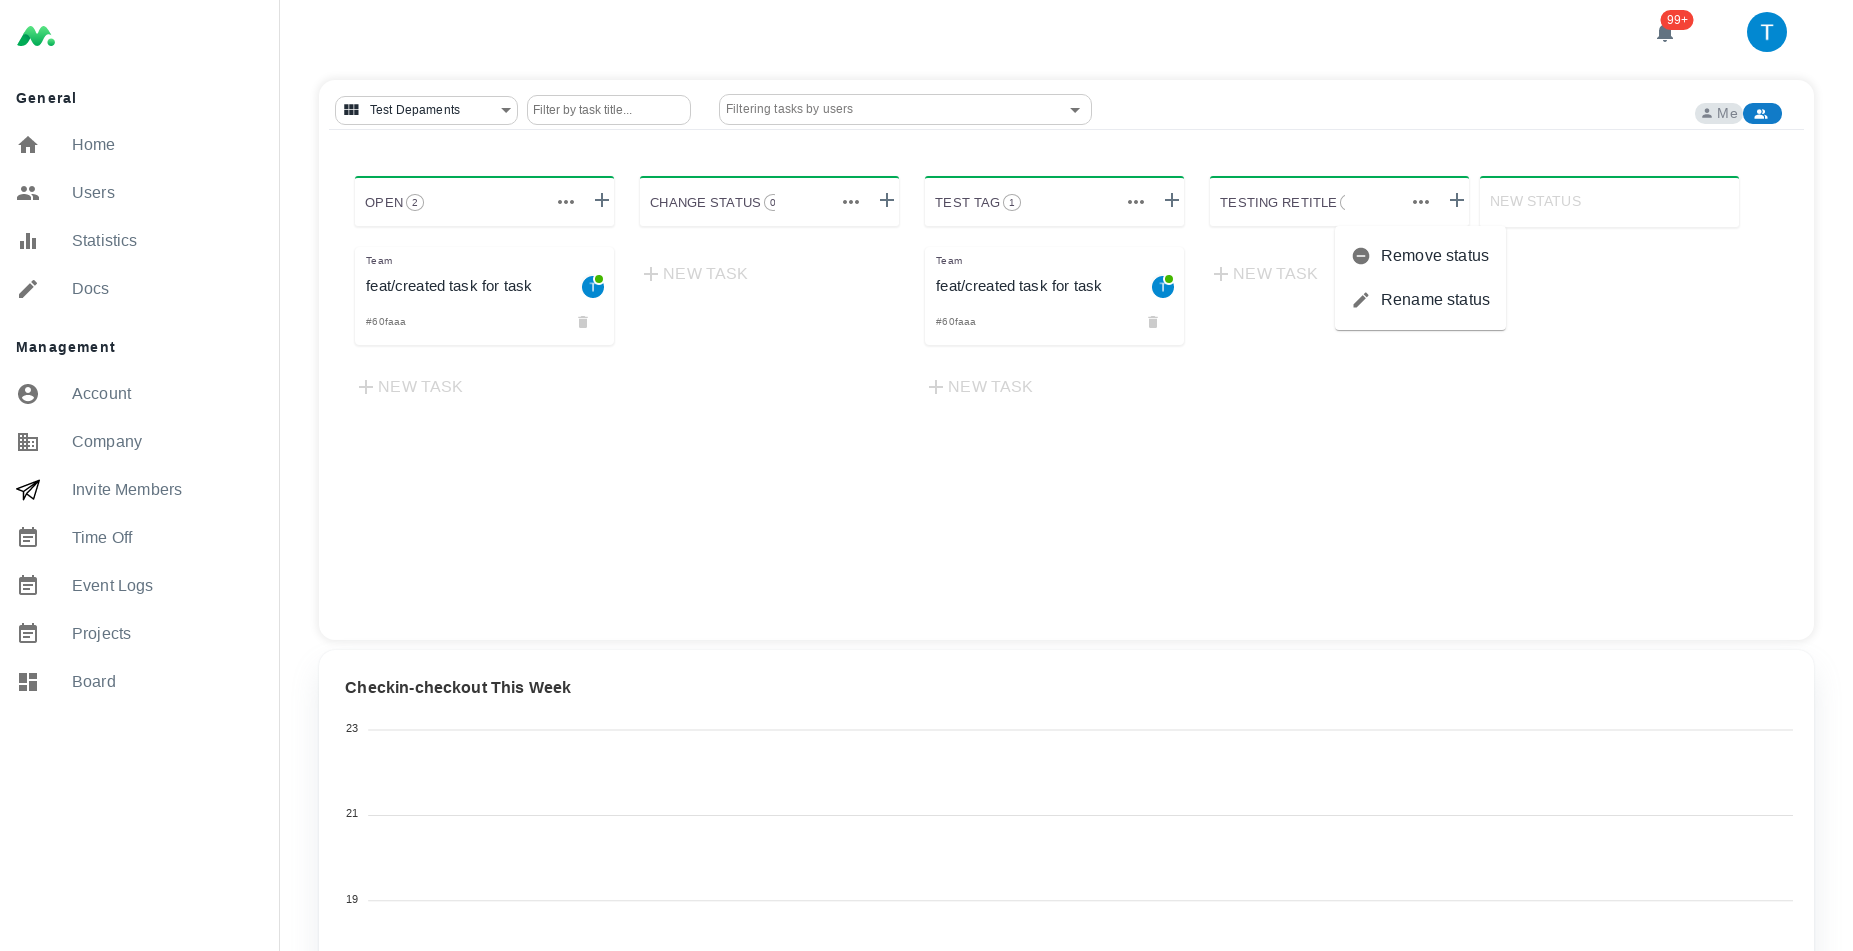 99+
T
General
Home
Users
Statistics
Docs
Management
Account
Company
Invite Members
Time Off
Event Logs
Projects
Board
Test Depaments
Filter by task title...
Filtering tasks by users
Me
OPEN 2
CHANGE STATUS 0
TEST TAG 1
TESTING RETITLE
NEW STATUS
Team
feat/created task for task
T
#60faaa
NEW TASK
NEW TASK
Team
feat/created task for task
T
#60faaa
NEW TASK
NEW TASK
Remove status
Rename status
Checkin-checkout This Week
23
21
19